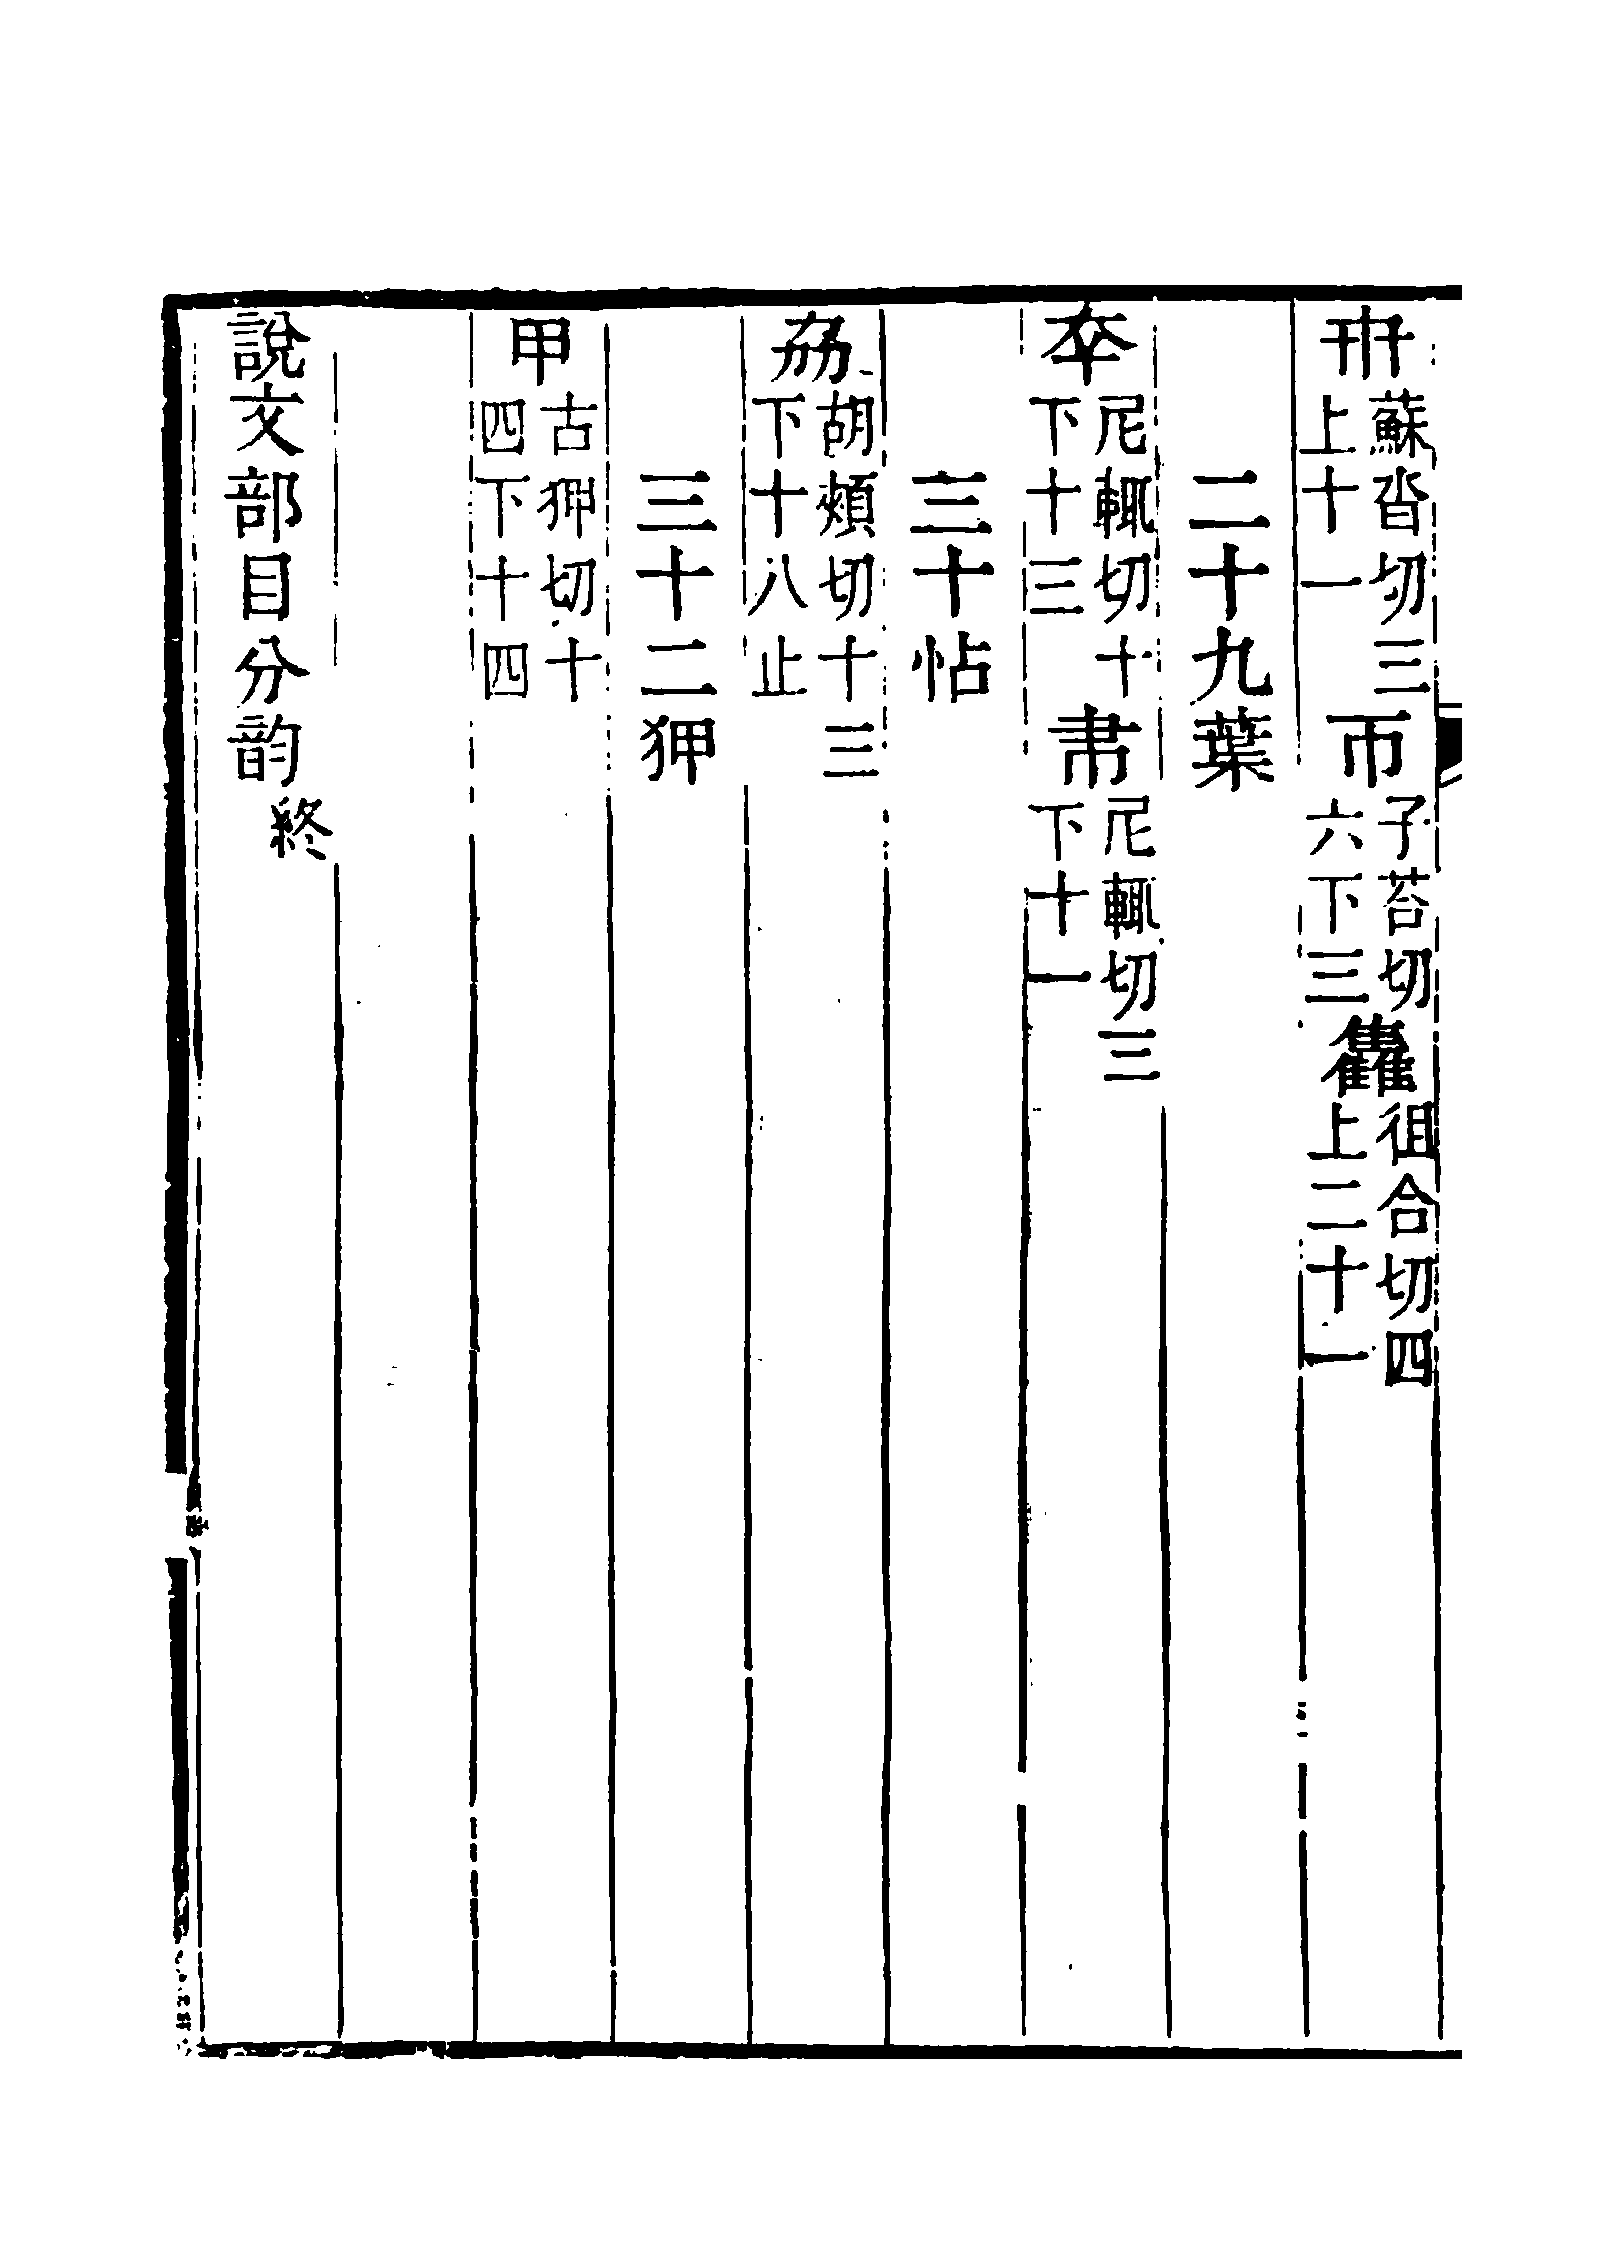 卅蘇沓切三上十一帀子荅切六下三雥徂合切四上二十一
二十九葉
㚔尼輒切十下十三𦘒尼輒切三下十一
三十帖
劦胡頰切十三下十八止
三十二狎
甲古狎切十四下十四
說文部目分韵終